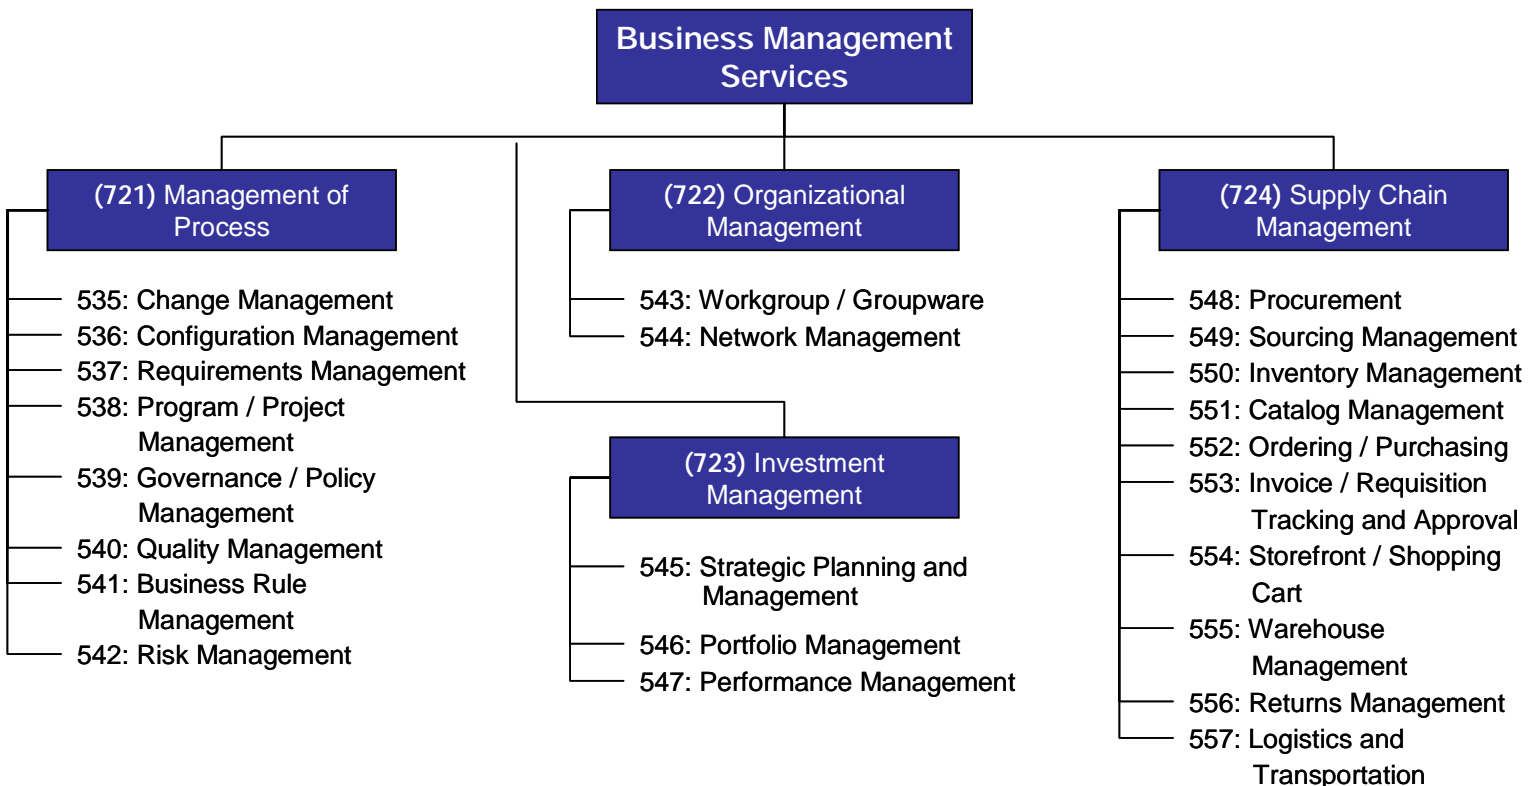 Business Management
Services
(721) Management of
Process
535: Change Management
536: Configuration Management
537: Requirements Management
538: Program / Project
Management
539: Governance / Policy
Management
540: Quality Management
541: Business Rule
Management
542: Risk Management
(722) Organizational
Management
543: Workgroup / Groupware
544: Network Management
(723) Investment
Management
545: Strategic Planning and
Management
546: Portfolio Management
547: Performance Management
(724) Supply Chain
Management
548: Procurement
549: Sourcing Management
550: Inventory Management
551: Catalog Management
552: Ordering / Purchasing
553: Invoice / Requisition
Tracking and Approval
554: Storefront / Shopping
Cart
555: Warehouse
Management
556: Returns Management
557: Logistics and
Transportation